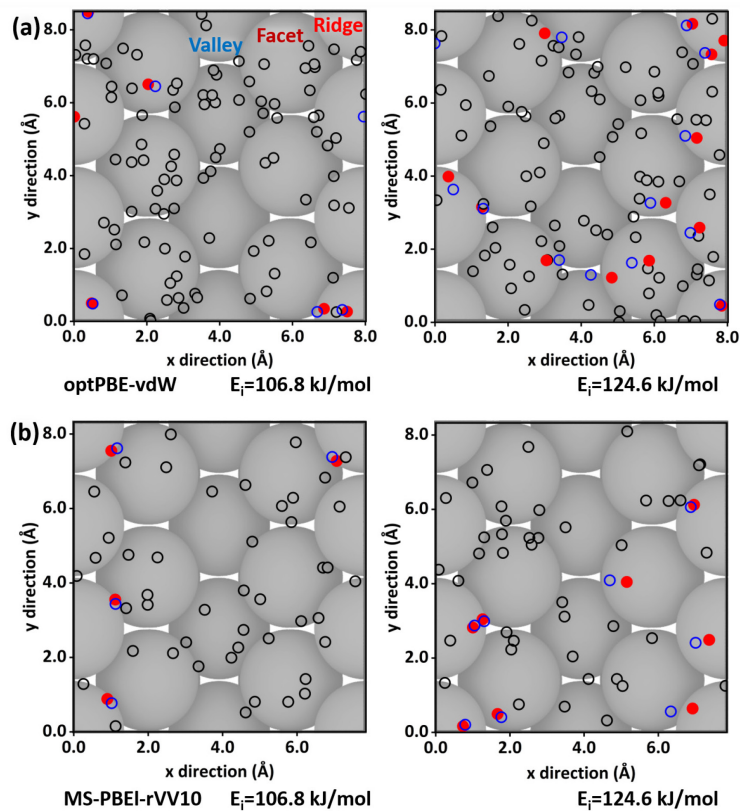 (a)
Valley Facet Ridge
y direction (Å)
8.0
6.0
4.0
2.0
0.0
0.0 2.0 4.0 6.0 8.0
x direction (Å)
optPBE-vdW Eᵢ=106.8 kJ/mol
y direction (Å)
8.0
6.0
4.0
2.0
0.0
0.0 2.0 4.0 6.0 8.0
x direction (Å)
Eᵢ=124.6 kJ/mol
(b)
y direction (Å)
8.0
6.0
4.0
2.0
0.0
0.0 2.0 4.0 6.0
x direction (Å)
MS-PBEl-rVV10 Eᵢ=106.8 kJ/mol
y direction (Å)
8.0
6.0
4.0
2.0
0.0
0.0 2.0 4.0 6.0 8.0
x direction (Å)
Eᵢ=124.6 kJ/mol